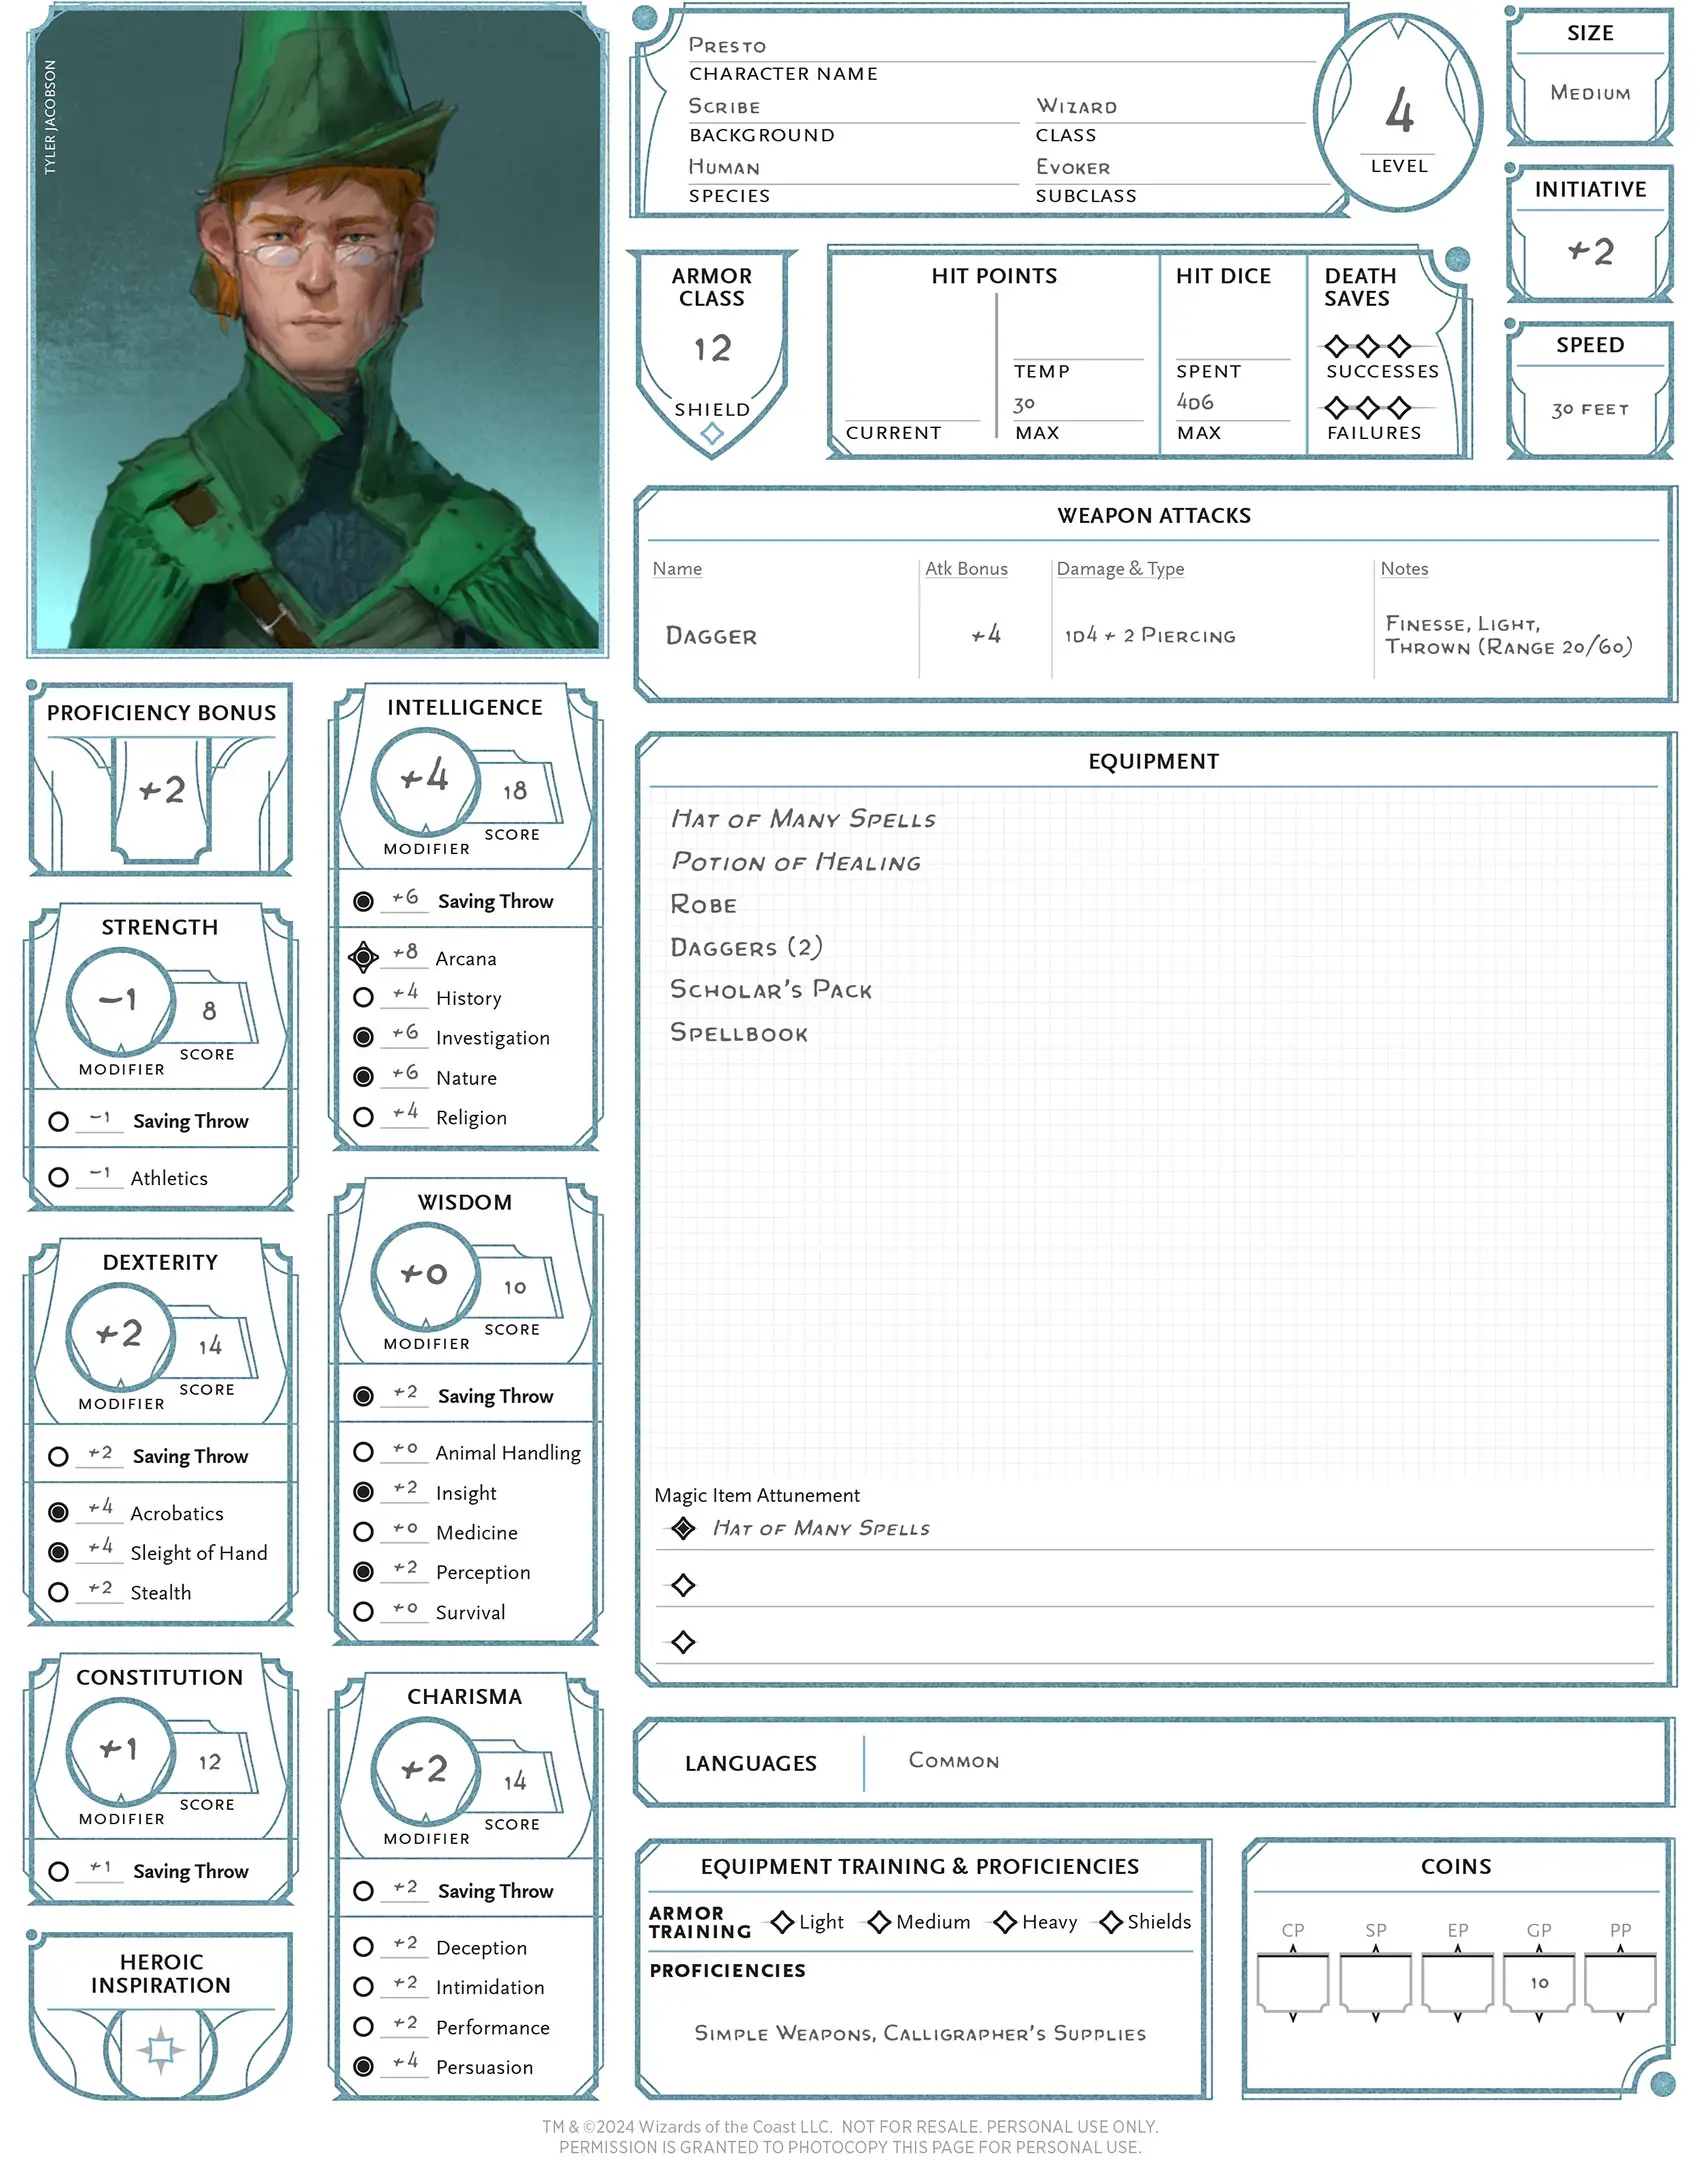 TYLER JACOBSON
PRESTO
CHARACTER NAME
SCRIBE
WIZARD
BACKGROUND
CLASS
HUMAN
EVOKER
SPECIES
SUBCLASS
4
LEVEL
SIZE
MEDIUM
INITIATIVE
+2
SPEED
30 FEET
ARMOR
CLASS
12
SHIELD
HIT POINTS
CURRENT
TEMP
30
MAX
HIT DICE
SPENT
4D6
MAX
DEATH
SAVES
SUCCESSES
FAILURES
WEAPON ATTACKS
Name
Atk Bonus
Damage & Type
Notes
DAGGER
+4
1D4 + 2 PIERCING
FINESSE, LIGHT,
THROWN (RANGE 20/60)
PROFICIENCY BONUS
+2
STRENGTH
-1
8
SCORE
MODIFIER
-1 Saving Throw
-1 Athletics
DEXTERITY
+2
14
SCORE
MODIFIER
+2 Saving Throw
+4 Acrobatics
+4 Sleight of Hand
+2 Stealth
CONSTITUTION
+1
12
SCORE
MODIFIER
+1 Saving Throw
HEROIC
INSPIRATION
INTELLIGENCE
+4
18
SCORE
MODIFIER
+6 Saving Throw
+8 Arcana
+4 History
+6 Investigation
+6 Nature
+4 Religion
WISDOM
+0
10
SCORE
MODIFIER
+2 Saving Throw
+0 Animal Handling
+2 Insight
+0 Medicine
+2 Perception
+0 Survival
CHARISMA
+2
14
SCORE
MODIFIER
+2 Saving Throw
+2 Deception
+2 Intimidation
+2 Performance
+4 Persuasion
EQUIPMENT
HAT OF MANY SPELLS
POTION OF HEALING
ROBE
DAGGERS (2)
SCHOLAR'S PACK
SPELLBOOK
Magic Item Attunement
HAT OF MANY SPELLS
LANGUAGES
COMMON
EQUIPMENT TRAINING & PROFICIENCIES
ARMOR
TRAINING
Light
Medium
Heavy
Shields
PROFICIENCIES
SIMPLE WEAPONS, CALLIGRAPHER'S SUPPLIES
COINS
CP
SP
EP
GP
PP
10
TM & ©2024 Wizards of the Coast LLC. NOT FOR RESALE. PERSONAL USE ONLY.
PERMISSION IS GRANTED TO PHOTOCOPY THIS PAGE FOR PERSONAL USE.